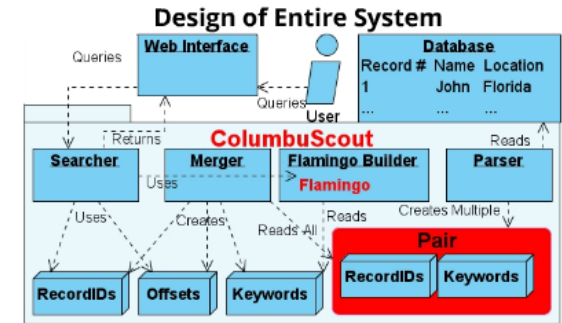 Design of Entire System
Web Interface
Queries
Queries
User
Database
Record # Name Location
1 John Florida
... ... ...
Returns
ColumbuScout
Reads
Searcher
Merger
Flamingo Builder
Flamingo
Parser
Uses
Uses
Creates
Reads All
Reads
Creates Multiple
Pair
RecordIDs
Keywords
RecordIDs
Offsets
Keywords